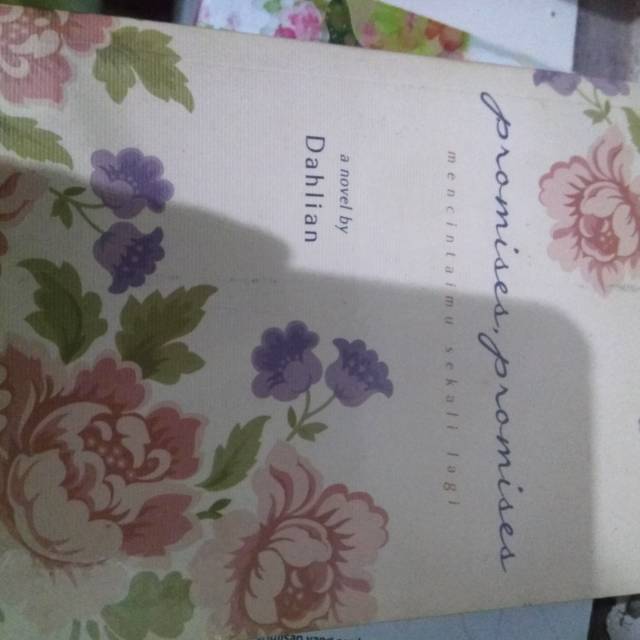 promises, promises
mencintaimu sekali lagi
a novel by
Dahlian